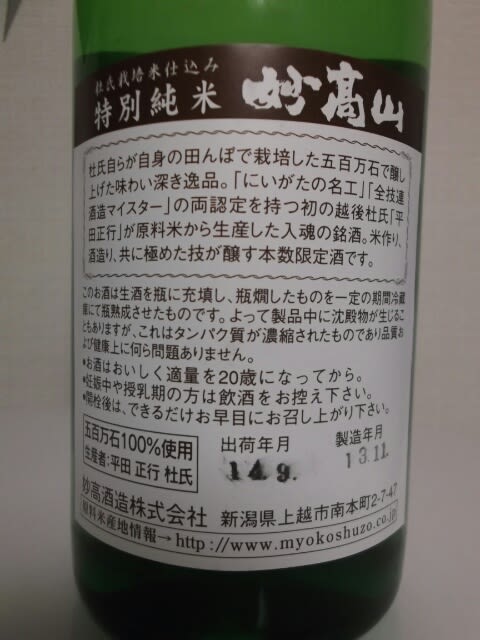 杜氏栽培米仕込み
特別純米 妙高山
杜氏自らが自身の田んぼで栽培した五百万石で醸し
上げた味わい深き逸品。「にいがたの名工」「全技連
マイスター」の両認定を持つ初の越後杜氏「平
田正行」が原料米から生産した入魂の銘酒。米作り、
酒造り、共に極めた技が醸す本数限定酒です。
このお酒は生酒を瓶に充填し、瓶燗したものを一定の期間冷蔵
庫にて瓶熟成させたものです。よって製品中に沈殿物が生じるこ
ともありますが、これはタンパク質が濃縮されたものであり品質お
よび健康上に何ら問題ありません。
•お酒はおいしく適量を20歳になってから。
•妊娠中や授乳期の方は飲酒をお控え下さい。
•開栓後は、できるだけお早目にお召し上がり下さい。
五百万石100%使用
生産者:平田 正行 杜氏
出荷年月
14 9.
製造年月
13.11.
妙高酒造株式会社 新潟県上越市南本町2-7-47
原料米産地情報→http://www.myokoshuzo.co.jp